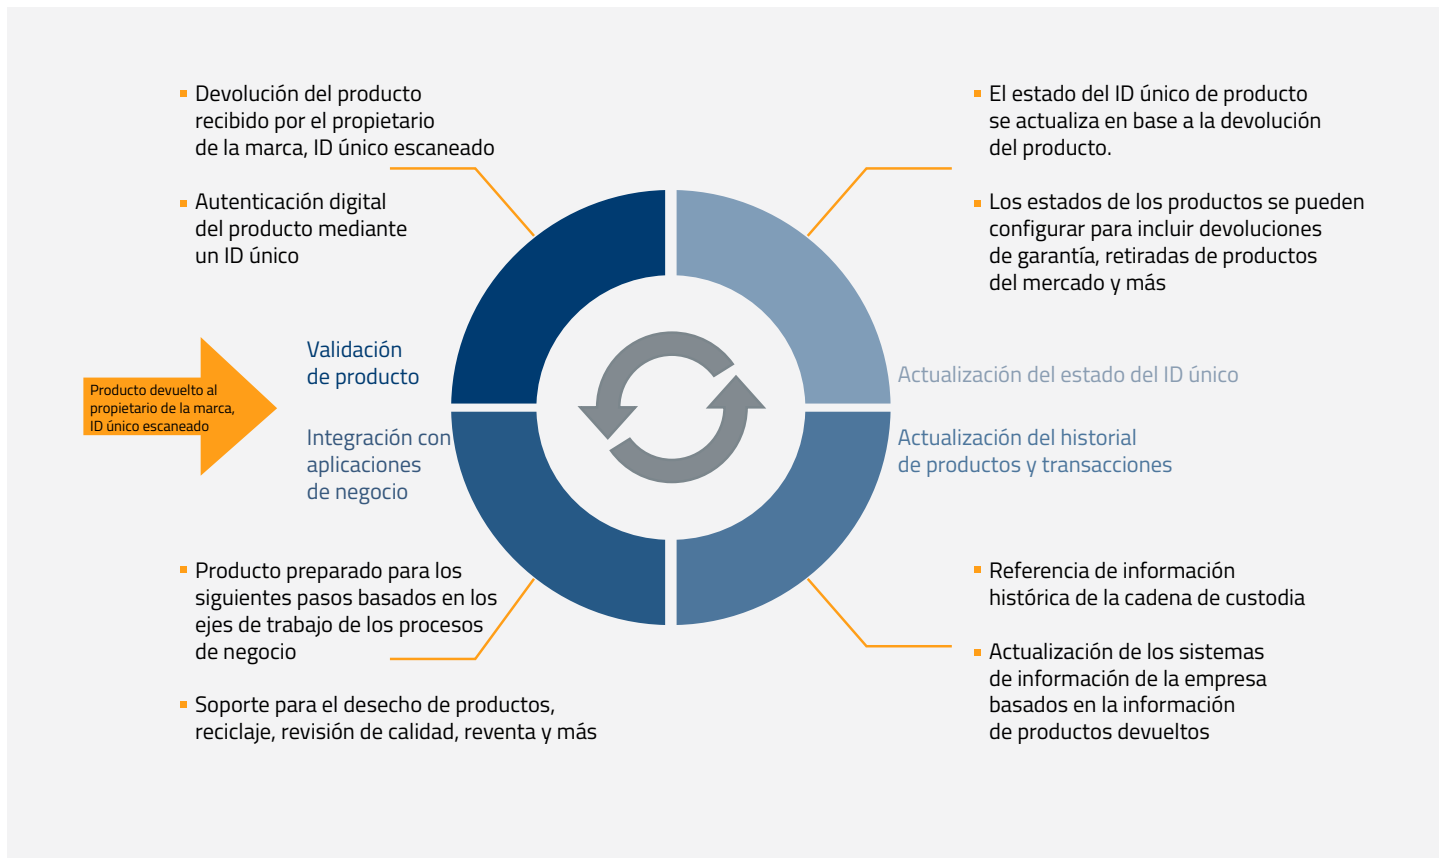 Devolución del producto
recibido por el propietario
de la marca, ID único escaneado
Autenticación digital
del producto mediante
un ID único
El estado del ID único de producto
se actualiza en base a la devolución
del producto.
Los estados de los productos se pueden
configurar para incluir devoluciones
de garantía, retiradas de productos
del mercado y más
Producto devuelto al
propietario de la marca,
ID único escaneado
Validación
de producto
Actualización del estado del ID único
Integración con
aplicaciones
de negocio
Actualización del historial
de productos y transacciones
Producto preparado para los
siguientes pasos basados en los
ejes de trabajo de los procesos
de negocio
Soporte para el desecho de productos,
reciclaje, revisión de calidad, reventa y más
Referencia de información
histórica de la cadena de custodia
Actualización de los sistemas
de información de la empresa
basados en la información
de productos devueltos